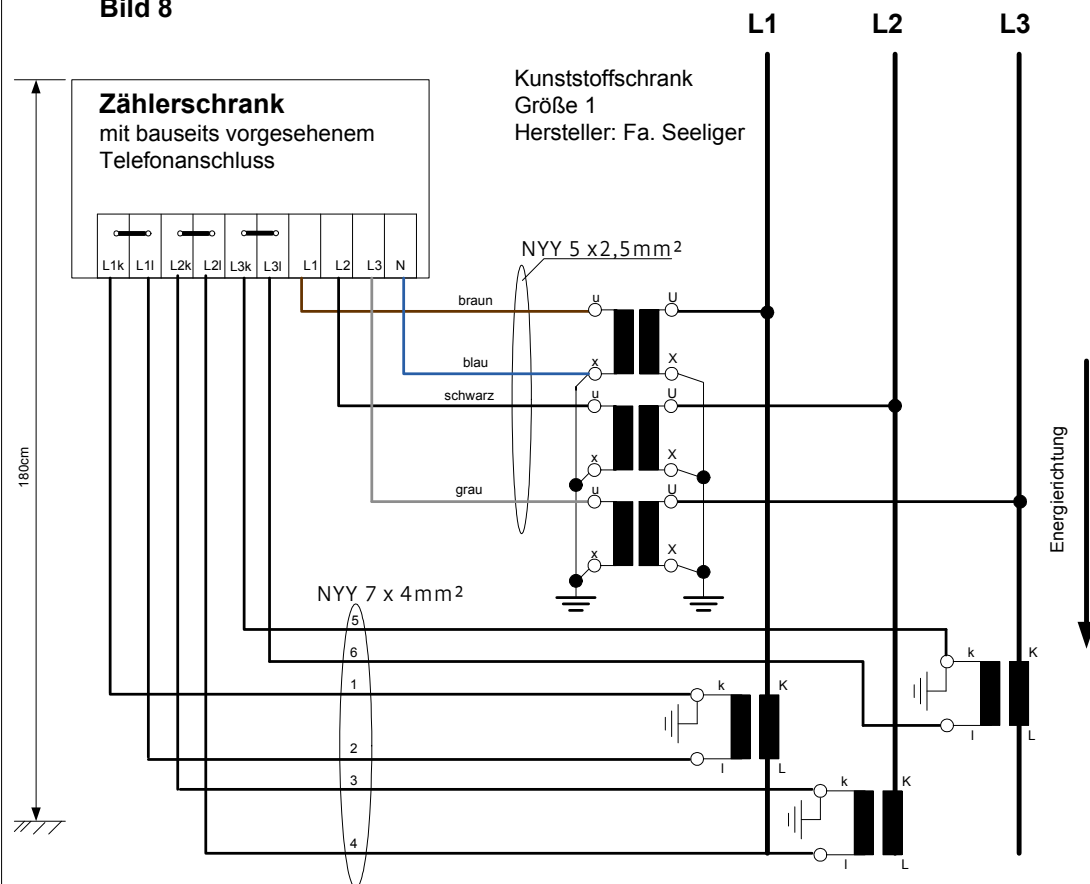 Bild 8
L1 L2 L3
Kunststoffschrank
Größe 1
Hersteller: Fa. Seeliger
Zählerschrank
mit bauseits vorgesehenem
Telefonanschluss
L1k L1l L2k L2l L3k L3l L1 L2 L3 N
NYY 5 x2,5mm²
braun
u U
blau
x X
schwarz
u U
x X
grau
u U
x X
180cm
Energierichtung
NYY 7 x 4mm²
5
6
k K
1
k K
l L
2
l L
3
k K
4
l L